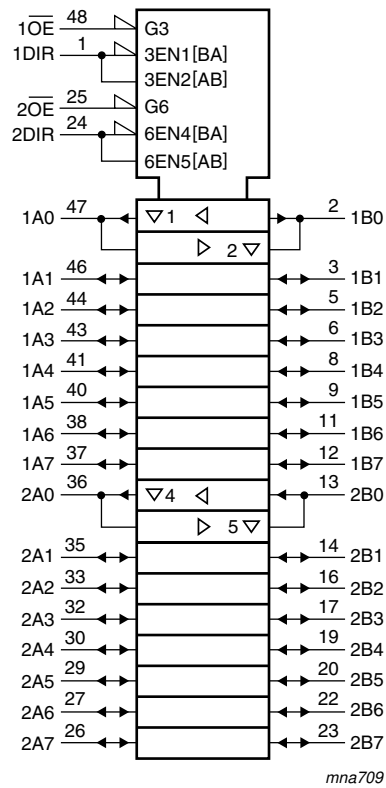 1OE 48 G3
1DIR 1 3EN1[BA]
3EN2[AB]
2OE 25 G6
2DIR 24 6EN4[BA]
6EN5[AB]
1A0 47 ▽1 ◁ 2 1B0
▷ 2▽
1A1 46 3 1B1
1A2 44 5 1B2
1A3 43 6 1B3
1A4 41 8 1B4
1A5 40 9 1B5
1A6 38 11 1B6
1A7 37 12 1B7
2A0 36 ▽4 ◁ 13 2B0
▷ 5▽
2A1 35 14 2B1
2A2 33 16 2B2
2A3 32 17 2B3
2A4 30 19 2B4
2A5 29 20 2B5
2A6 27 22 2B6
2A7 26 23 2B7
mna709